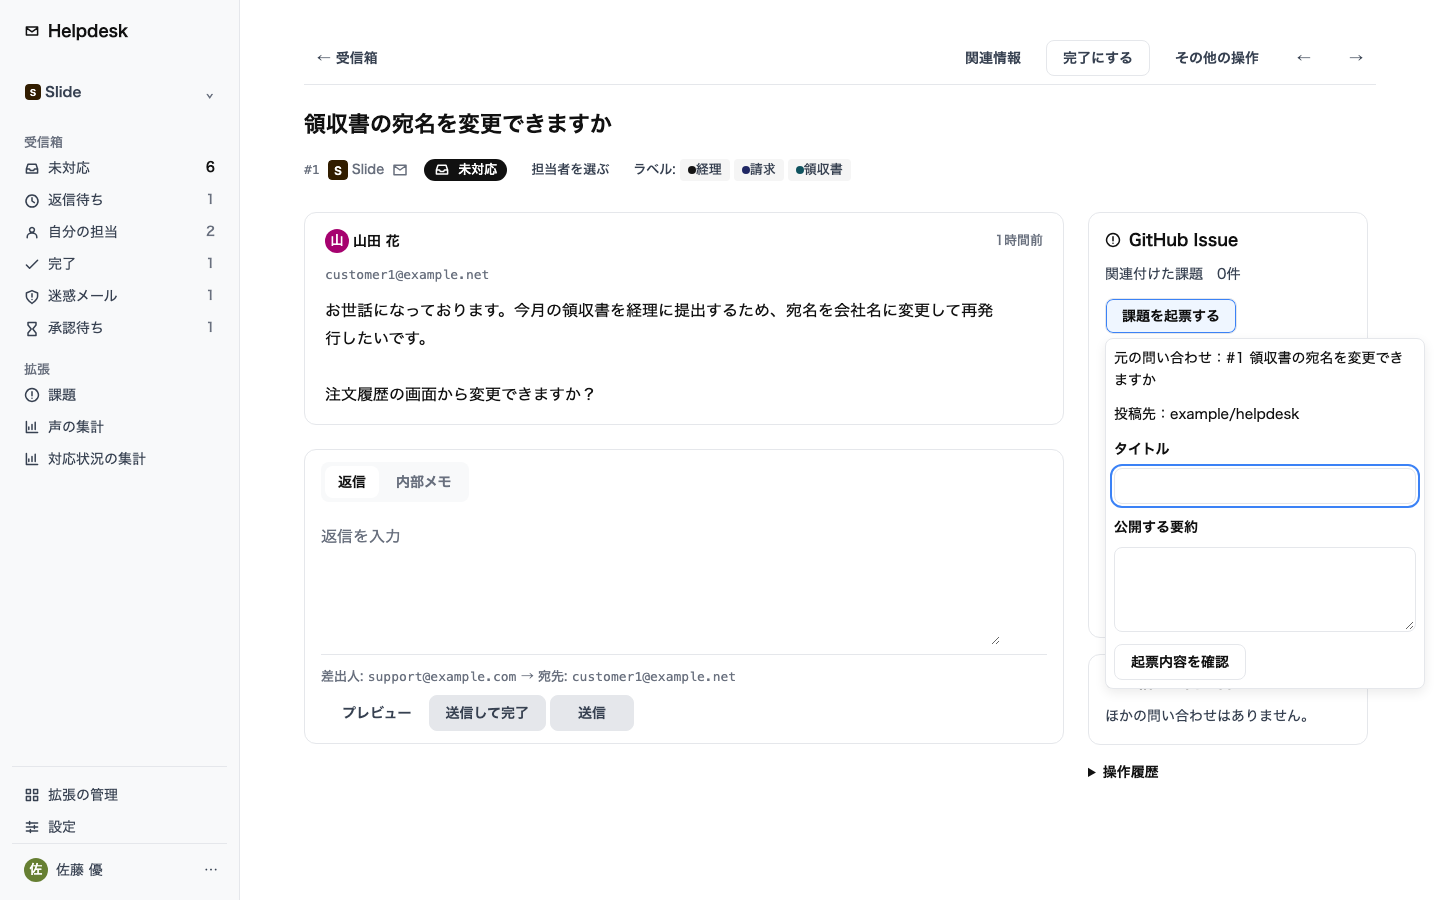 Helpdesk
S Slide
受信箱
未対応 6
返信待ち 1
自分の担当 2
完了 1
迷惑メール 1
承認待ち 1
拡張
課題
声の集計
対応状況の集計
拡張の管理
設定
佐 佐藤 優 …
← 受信箱
関連情報 完了にする その他の操作 ← →
領収書の宛名を変更できますか
#1 S Slide 未対応 担当者を選ぶ ラベル: ●経理 ●請求 ●領収書
山 山田 花 1時間前
customer1@example.net
お世話になっております。今月の領収書を経理に提出するため、宛名を会社名に変更して再発
行したいです。
注文履歴の画面から変更できますか？
返信 内部メモ
返信を入力
差出人: support@example.com → 宛先: customer1@example.net
プレビュー 送信して完了 送信
GitHub Issue
関連付けた課題 0件
課題を起票する
元の問い合わせ：#1 領収書の宛名を変更でき
ますか
投稿先：example/helpdesk
タイトル
公開する要約
起票内容を確認
ほかの問い合わせはありません。
▶ 操作履歴